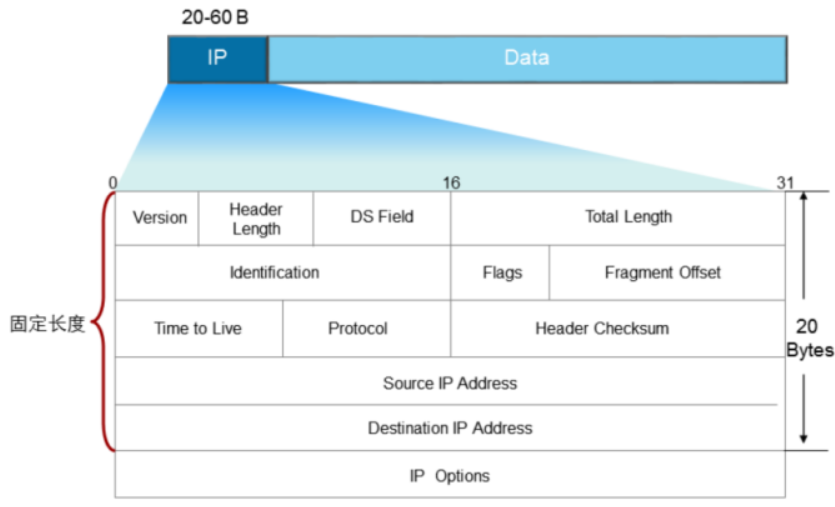 20-60 B
IP
Data
0
16
31
Version
Header
Length
DS Field
Total Length
Identification
Flags
Fragment Offset
固定长度
Time to Live
Protocol
Header Checksum
20
Bytes
Source IP Address
Destination IP Address
IP Options